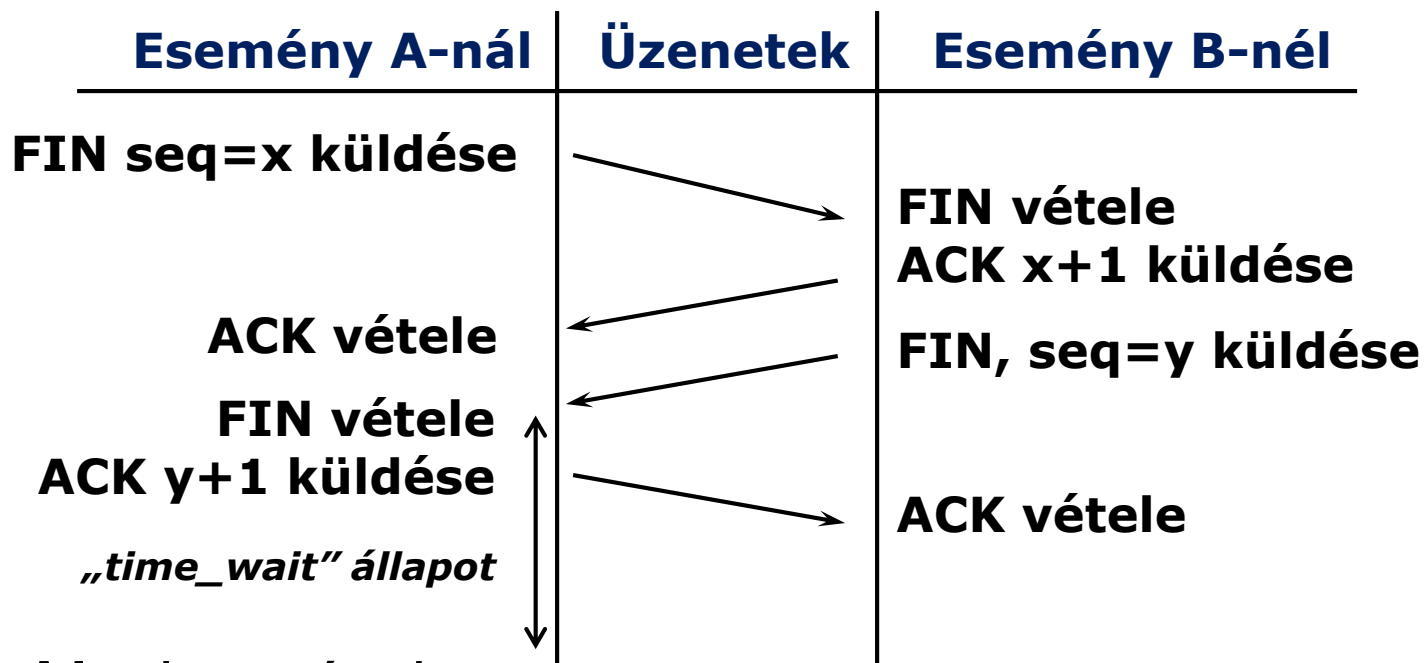 Esemény A-nál Üzenetek Esemény B-nél
FIN seq=x küldése
FIN vétele
ACK x+1 küldése
ACK vétele
FIN, seq=y küldése
FIN vétele
ACK y+1 küldése
ACK vétele
„time_wait” állapot